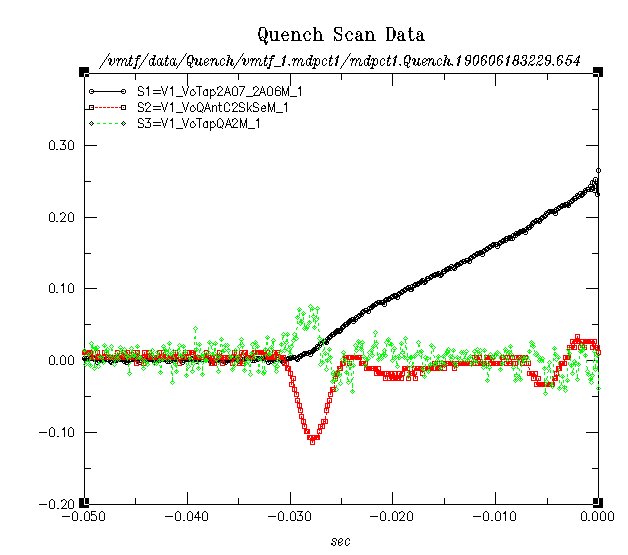 Quench Scan Data
/vmtf/data/Quench/vmtf_1.mdpct1/mdpct1.Quench.190606183229.654
S1=V1_VoTap2A07_2A06M_1
S2=V1_VoQAntC2SkSeM_1
S3=V1_VoTapQA2M_1
0.30
0.20
0.10
0.00
-0.10
-0.20
-0.050 -0.040 -0.030 -0.020 -0.010 0.000
sec